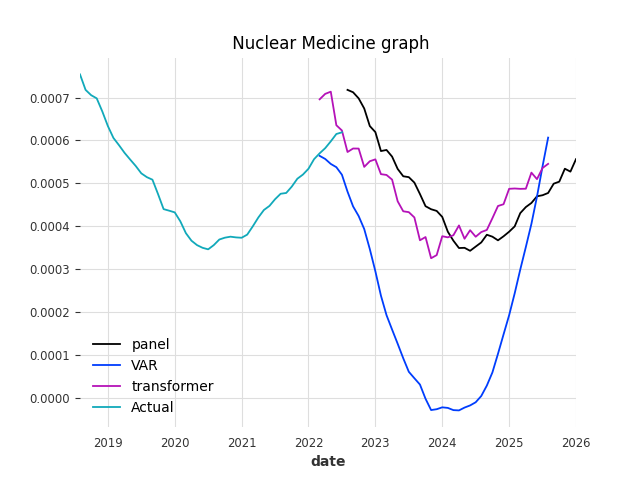 Nuclear Medicine graph
0.0007
0.0006
0.0005
0.0004
0.0003
0.0002
0.0001
0.0000
panel
VAR
transformer
Actual
2019 2020 2021 2022 2023 2024 2025 2026
date